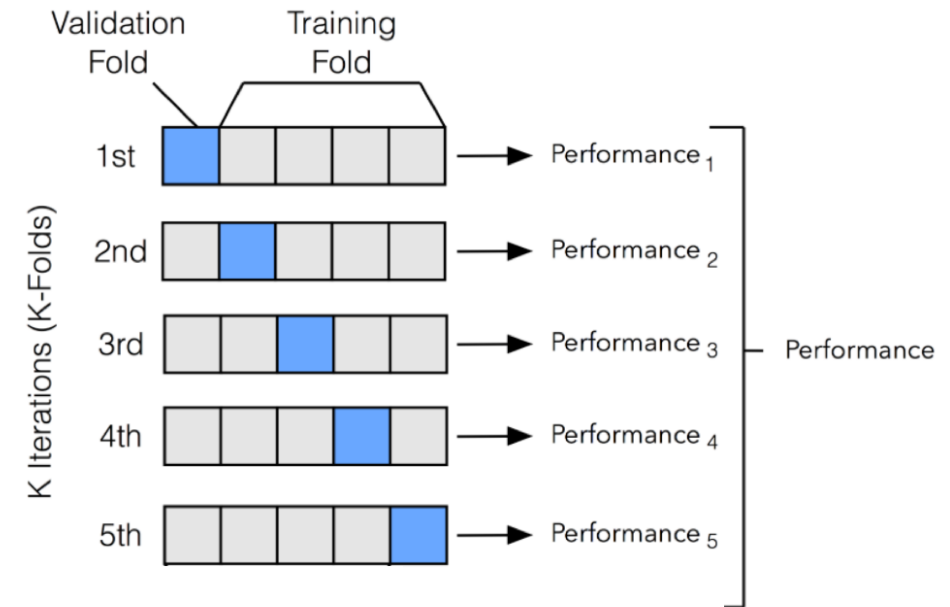 Validation
Fold
Training
Fold
K Iterations (K-Folds)
1st
Performance 1
2nd
Performance 2
3rd
Performance 3
4th
Performance 4
5th
Performance 5
Performance